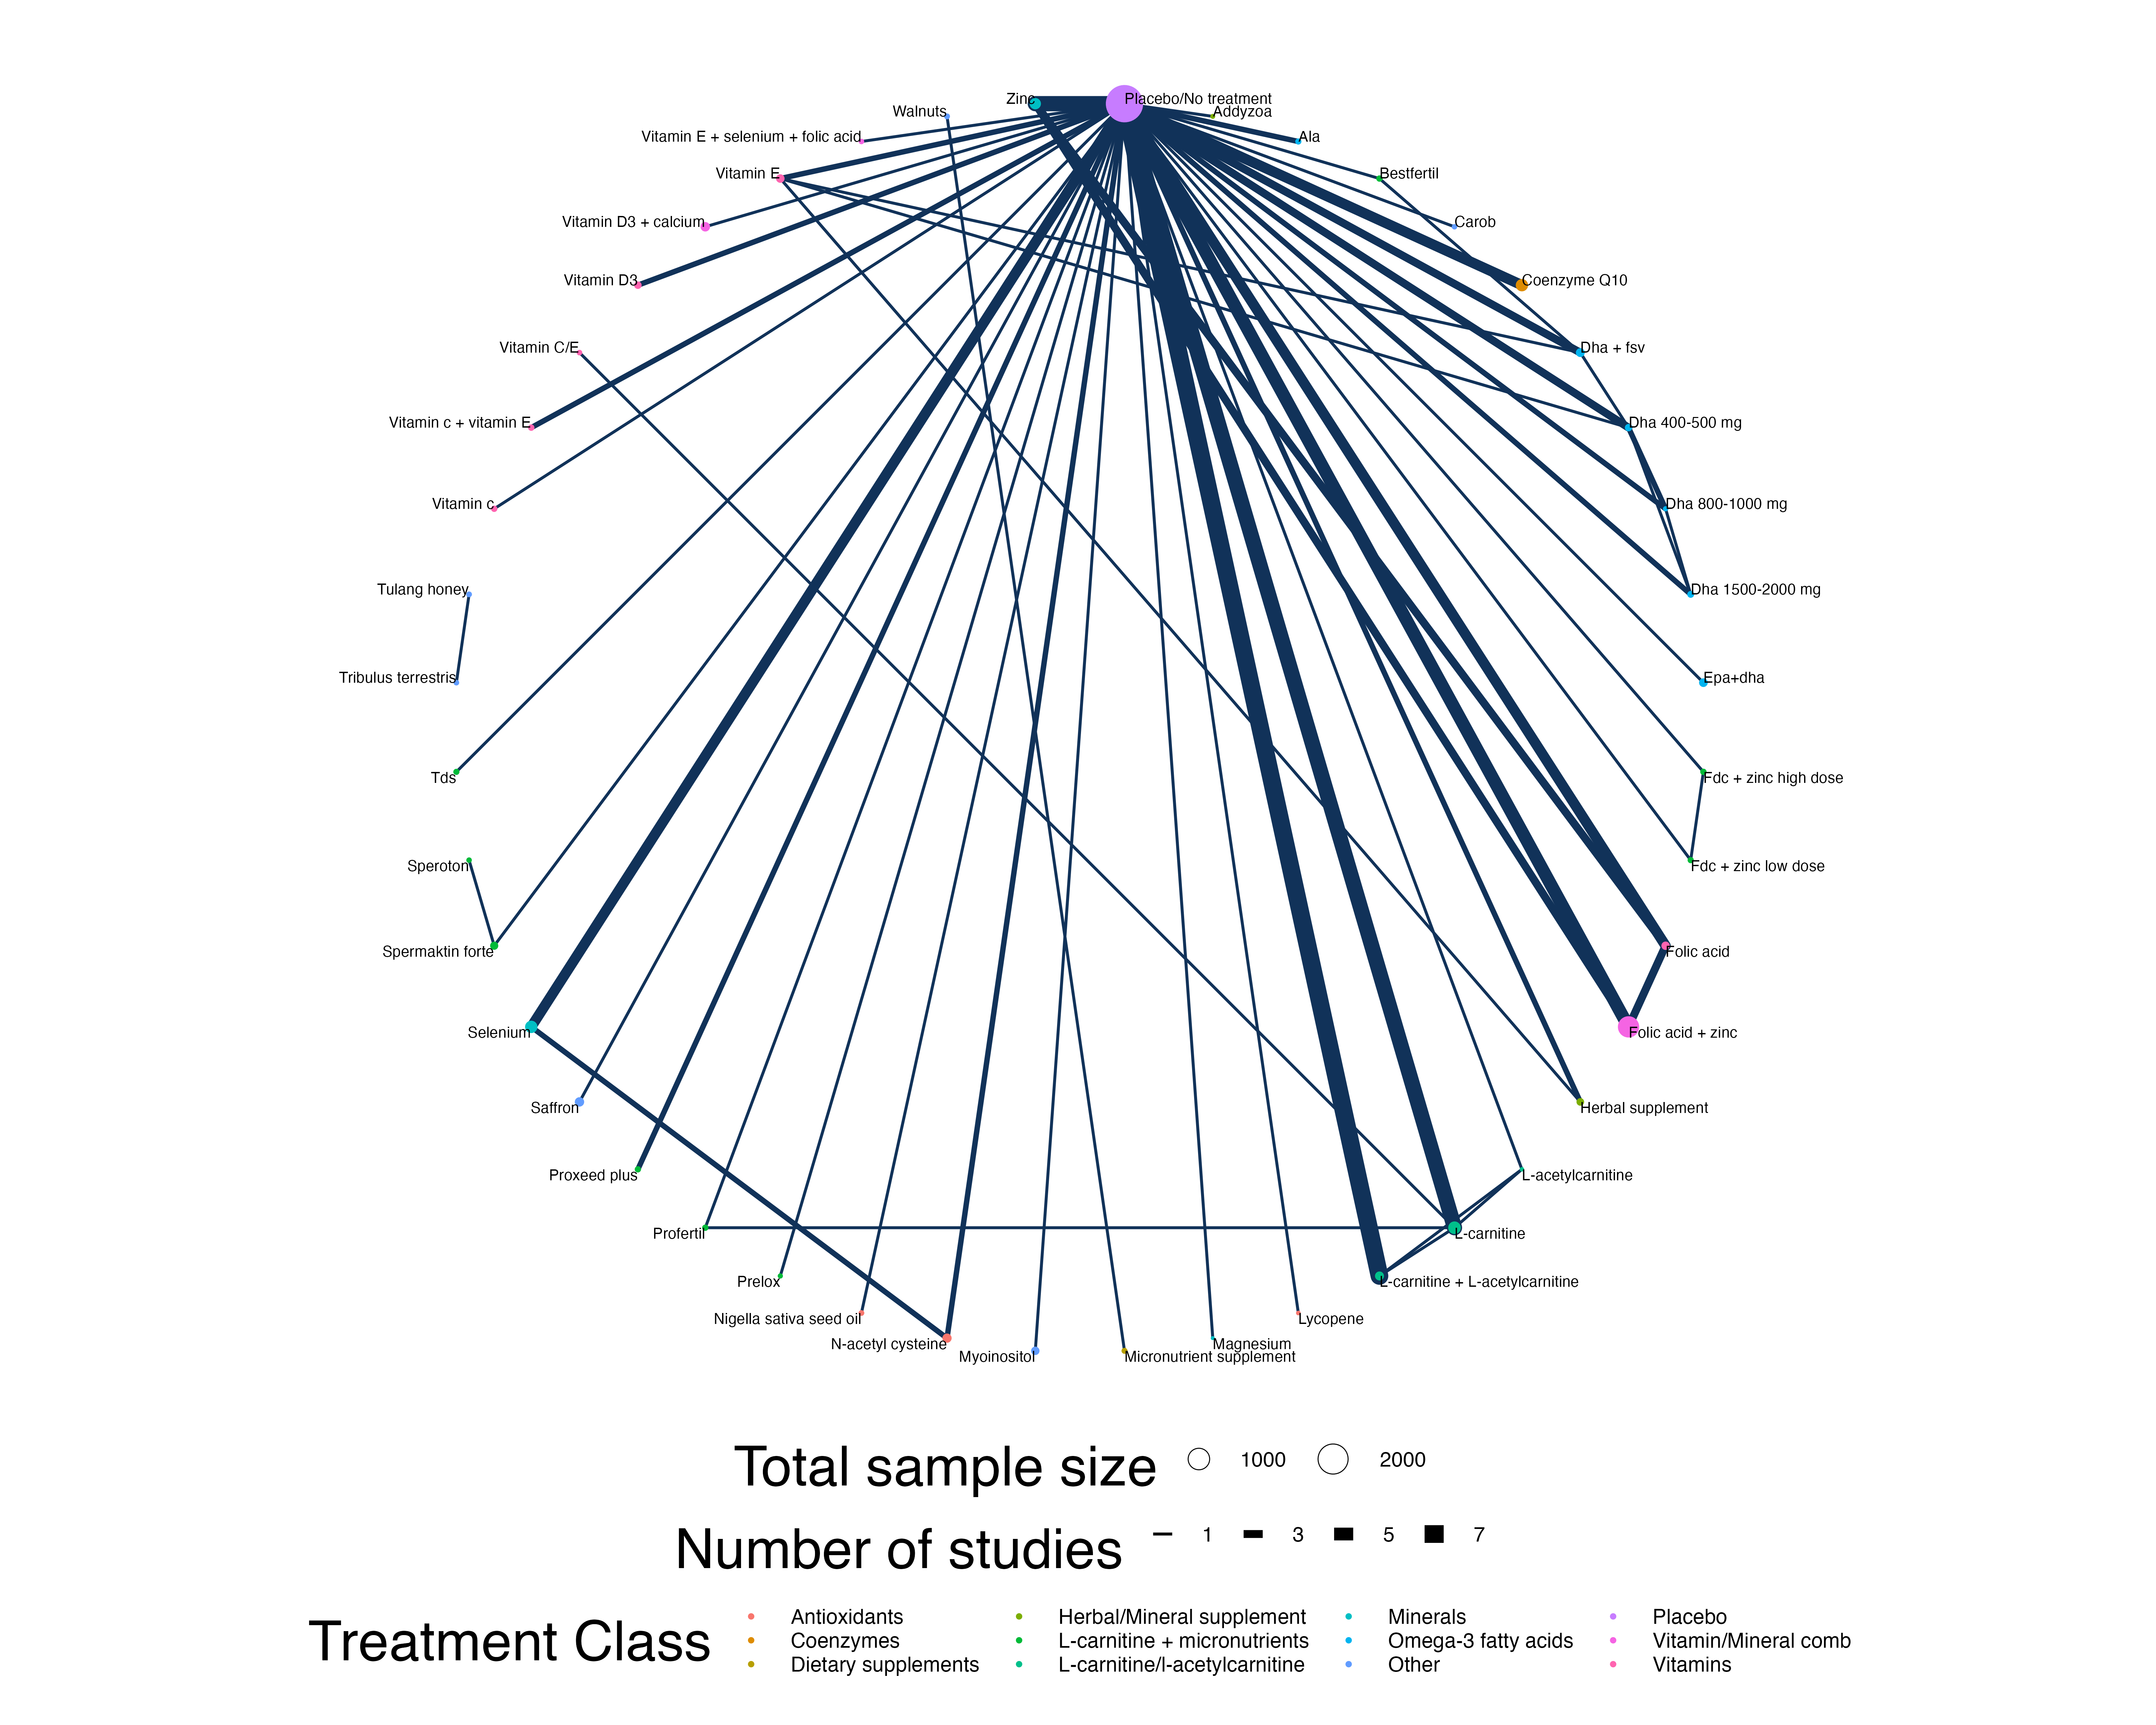 Zinc
Placebo/No treatment
Walnuts
Addyzoa
Vitamin E + selenium + folic acid
Ala
Vitamin E
Bestfertil
Vitamin D3 + calcium
Carob
Vitamin D3
Coenzyme Q10
Vitamin C/E
Dha + fsv
Vitamin c + vitamin E
Dha 400-500 mg
Vitamin c
Dha 800-1000 mg
Tulang honey
Dha 1500-2000 mg
Tribulus terrestris
Epa+dha
Tds
Fdc + zinc high dose
Speroton
Fdc + zinc low dose
Spermaktin forte
Folic acid
Selenium
Folic acid + zinc
Saffron
Herbal supplement
Proxeed plus
L-acetylcarnitine
Profertil
L-carnitine
Prelox
L-carnitine + L-acetylcarnitine
Nigella sativa seed oil
Lycopene
N-acetyl cysteine
Magnesium
Myoinositol
Micronutrient supplement
Total sample size 1000 2000
Number of studies 1 3 5 7
Treatment Class
Antioxidants
Coenzymes
Dietary supplements
Herbal/Mineral supplement
L-carnitine + micronutrients
L-carnitine/l-acetylcarnitine
Minerals
Omega-3 fatty acids
Other
Placebo
Vitamin/Mineral comb
Vitamins